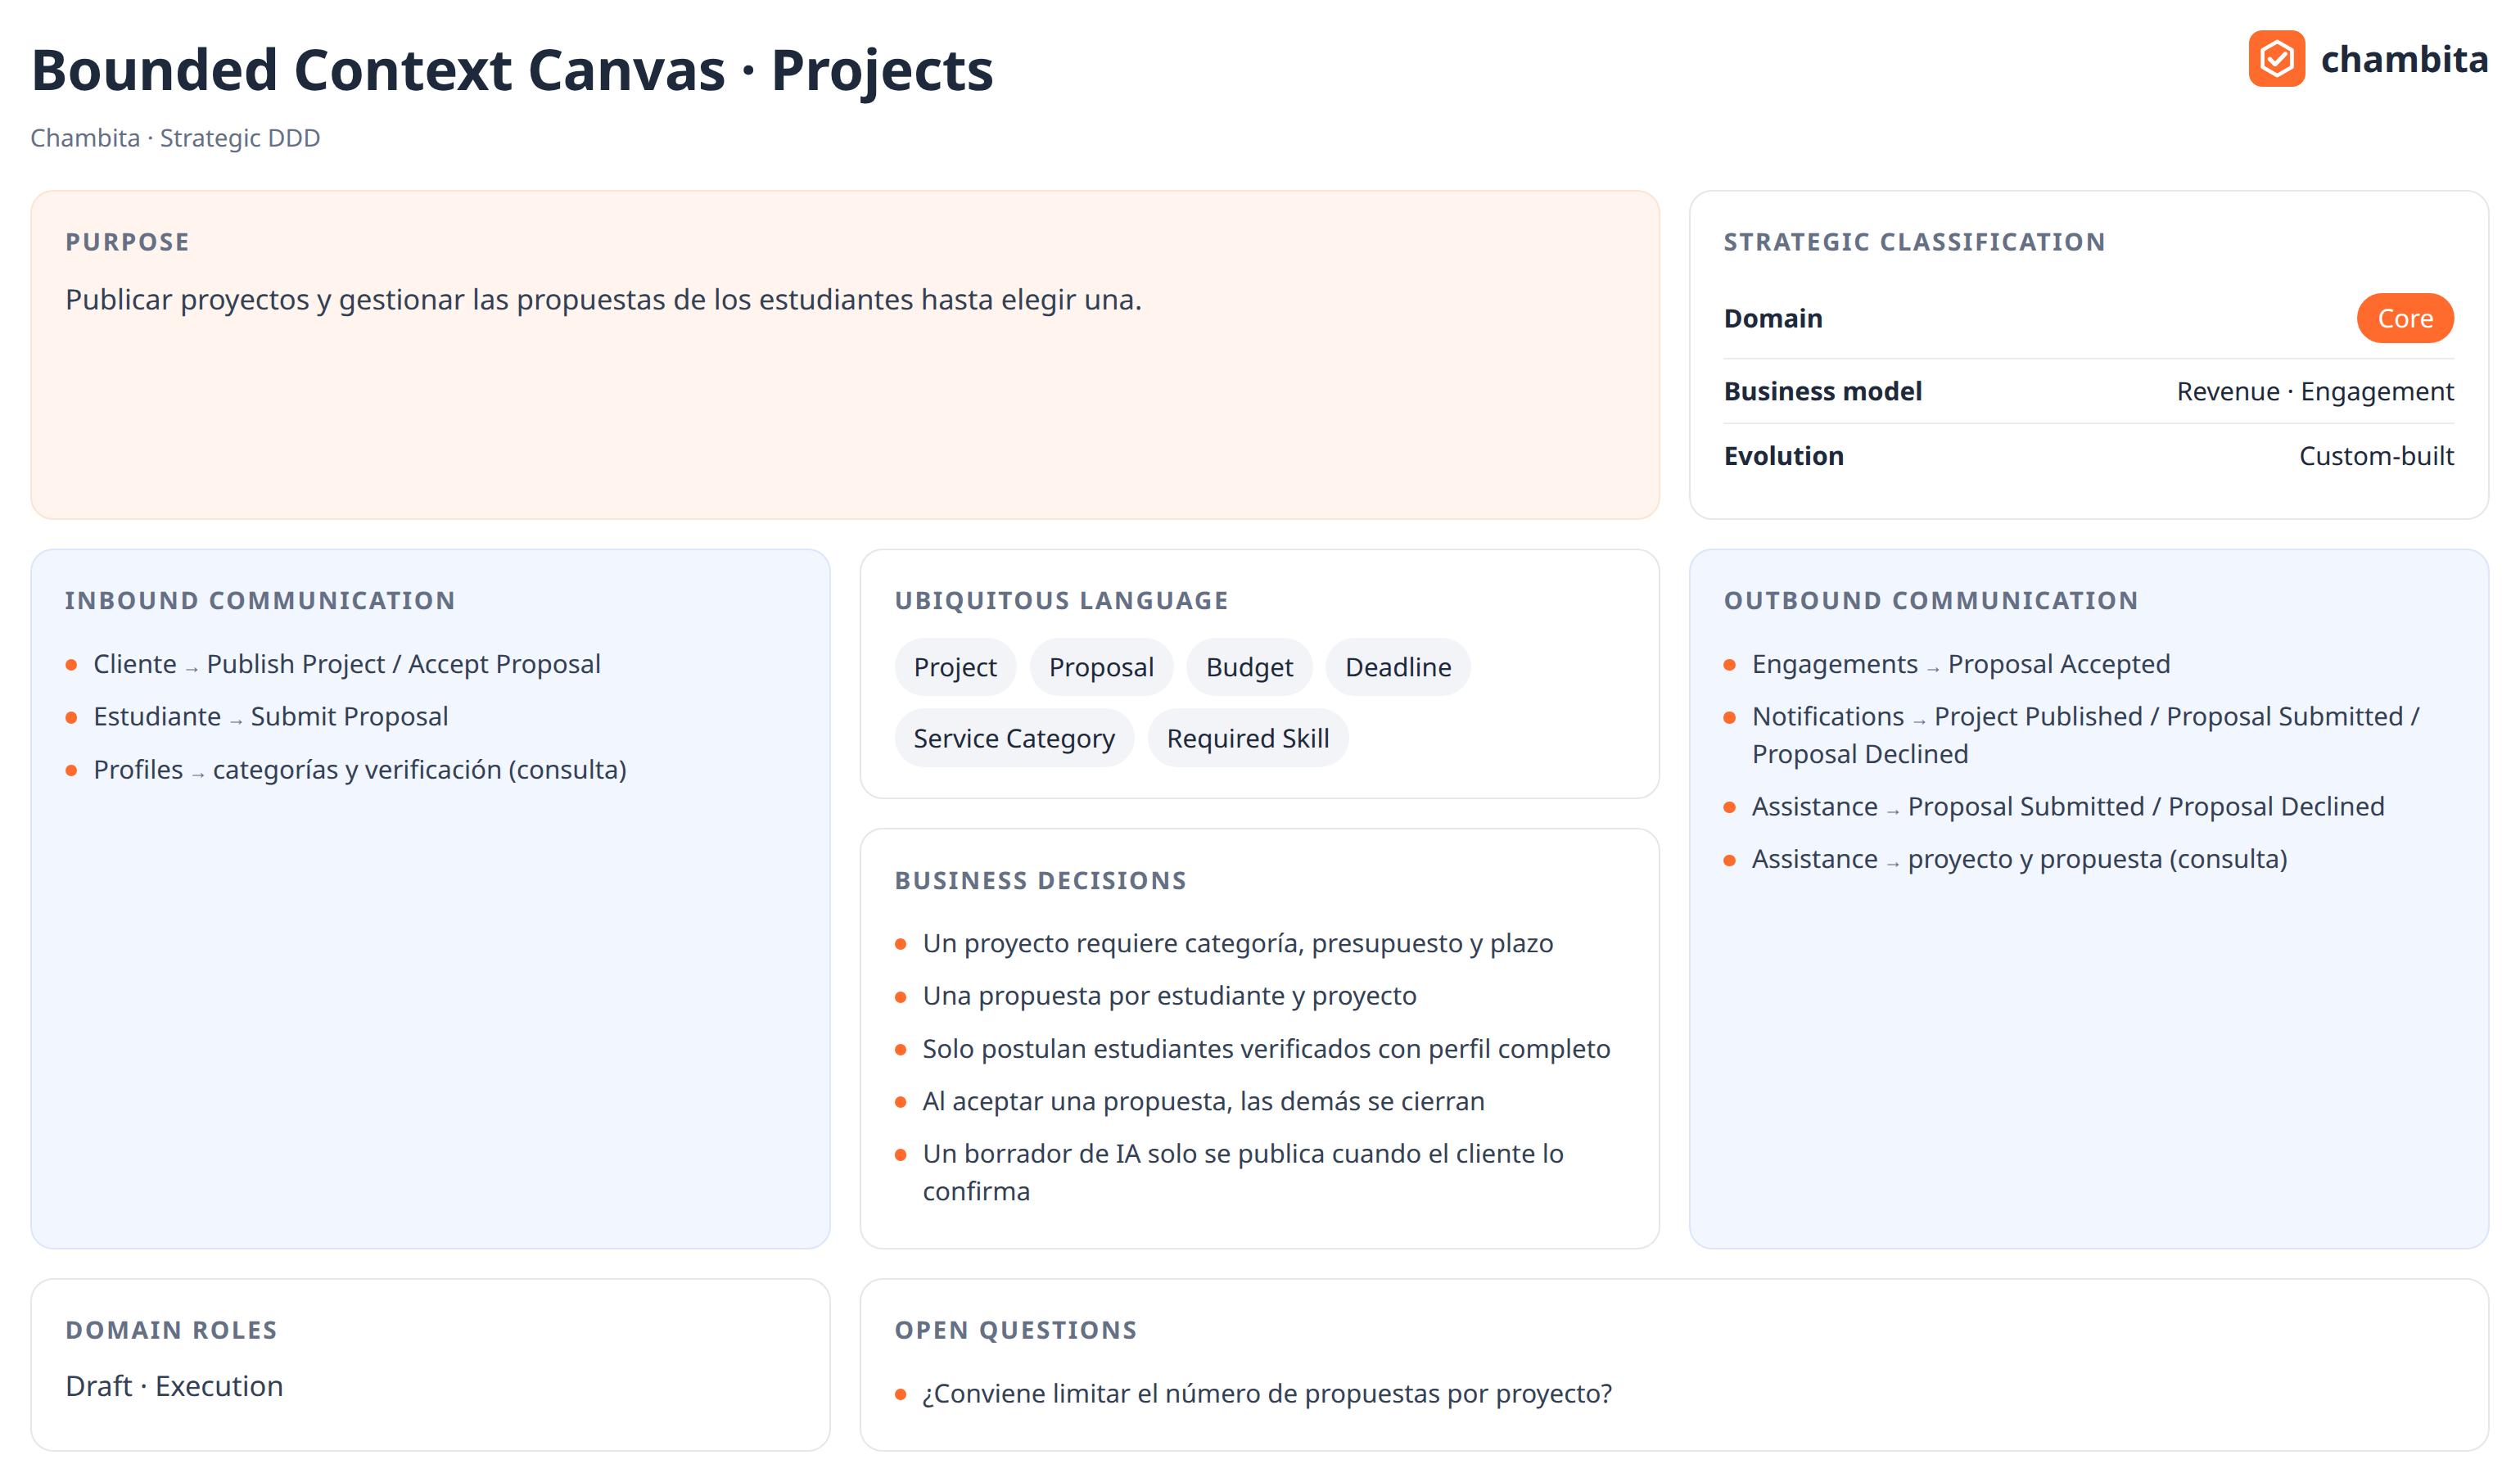 Bounded Context Canvas · Projects
chambita
Chambita · Strategic DDD
PURPOSE
Publicar proyectos y gestionar las propuestas de los estudiantes hasta elegir una.
STRATEGIC CLASSIFICATION
Domain Core
Business model Revenue · Engagement
Evolution Custom-built
INBOUND COMMUNICATION
Cliente → Publish Project / Accept Proposal
Estudiante → Submit Proposal
Profiles → categorías y verificación (consulta)
UBIQUITOUS LANGUAGE
Project Proposal Budget Deadline
Service Category Required Skill
BUSINESS DECISIONS
Un proyecto requiere categoría, presupuesto y plazo
Una propuesta por estudiante y proyecto
Solo postulan estudiantes verificados con perfil completo
Al aceptar una propuesta, las demás se cierran
Un borrador de IA solo se publica cuando el cliente lo
confirma
OUTBOUND COMMUNICATION
Engagements → Proposal Accepted
Notifications → Project Published / Proposal Submitted /
Proposal Declined
Assistance → Proposal Submitted / Proposal Declined
Assistance → proyecto y propuesta (consulta)
DOMAIN ROLES
Draft · Execution
OPEN QUESTIONS
¿Conviene limitar el número de propuestas por proyecto?